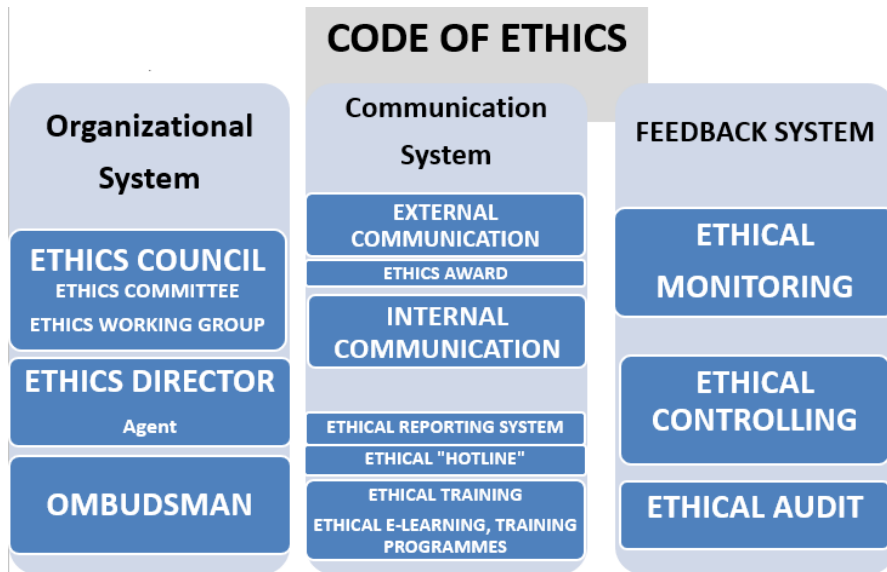 CODE OF ETHICS
Organizational
System
ETHICS COUNCIL
ETHICS COMMITTEE
ETHICS WORKING GROUP
ETHICS DIRECTOR
Agent
OMBUDSMAN
Communication
System
EXTERNAL
COMMUNICATION
ETHICS AWARD
INTERNAL
COMMUNICATION
ETHICAL REPORTING SYSTEM
ETHICAL "HOTLINE"
ETHICAL TRAINING
ETHICAL E-LEARNING, TRAINING
PROGRAMMES
FEEDBACK SYSTEM
ETHICAL
MONITORING
ETHICAL
CONTROLLING
ETHICAL AUDIT